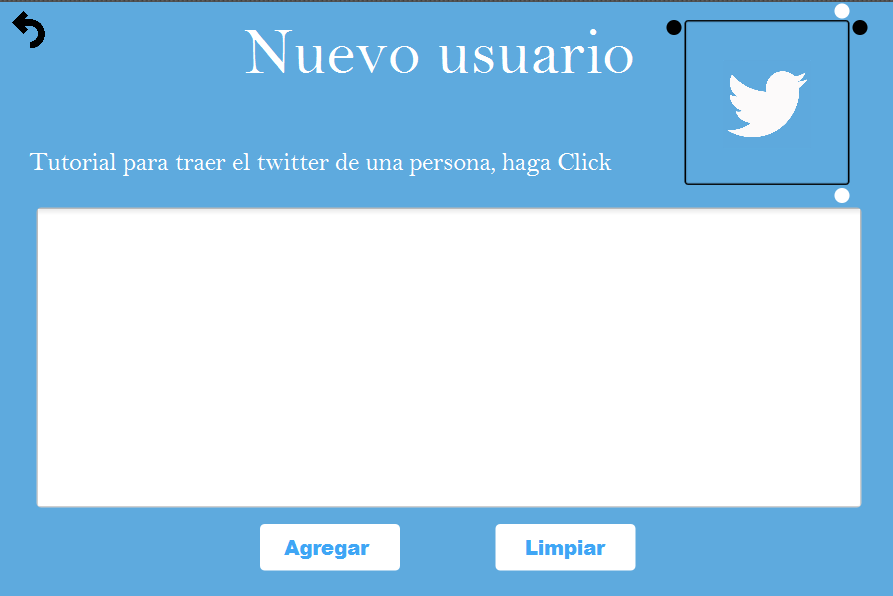 Nuevo usuario
Tutorial para traer el twitter de una persona, haga Click
Agregar
Limpiar